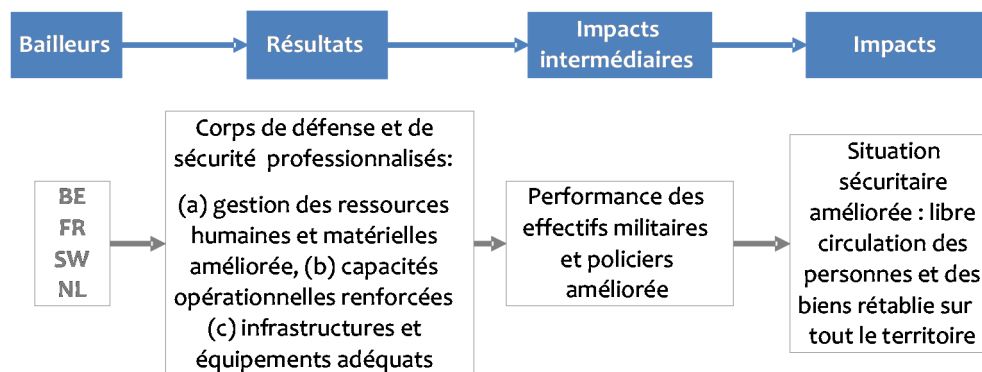 Bailleurs
Résultats
Impacts
intermédiaires
Impacts
BE
FR
SW
NL
Corps de défense et de
sécurité professionnalisés:
(a) gestion des ressources
humaines et matérielles
améliorée, (b) capacités
opérationnelles renforcées
(c) infrastructures et
équipements adéquats
Performance des
effectifs militaires
et policiers
améliorée
Situation
sécuritaire
améliorée : libre
circulation des
personnes et des
biens rétablie sur
tout le territoire